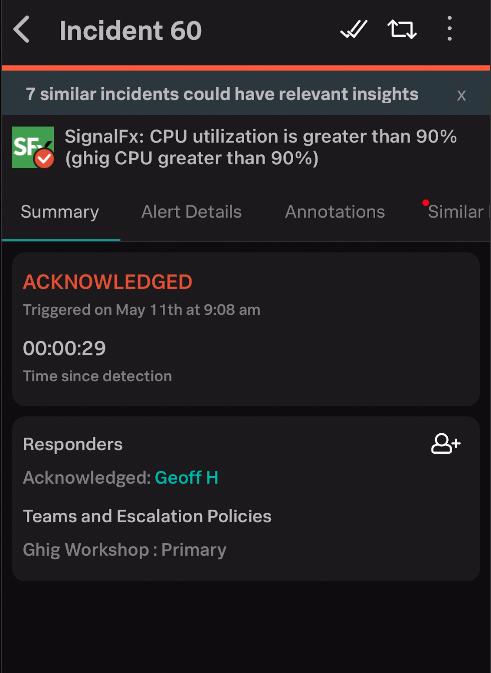 Incident 60
7 similar incidents could have relevant insights x
SFx
SignalFx: CPU utilization is greater than 90%
(ghig CPU greater than 90%)
Summary Alert Details Annotations Similar
ACKNOWLEDGED
Triggered on May 11th at 9:08 am
00:00:29
Time since detection
Responders
Acknowledged: Geoff H
Teams and Escalation Policies
Ghig Workshop : Primary